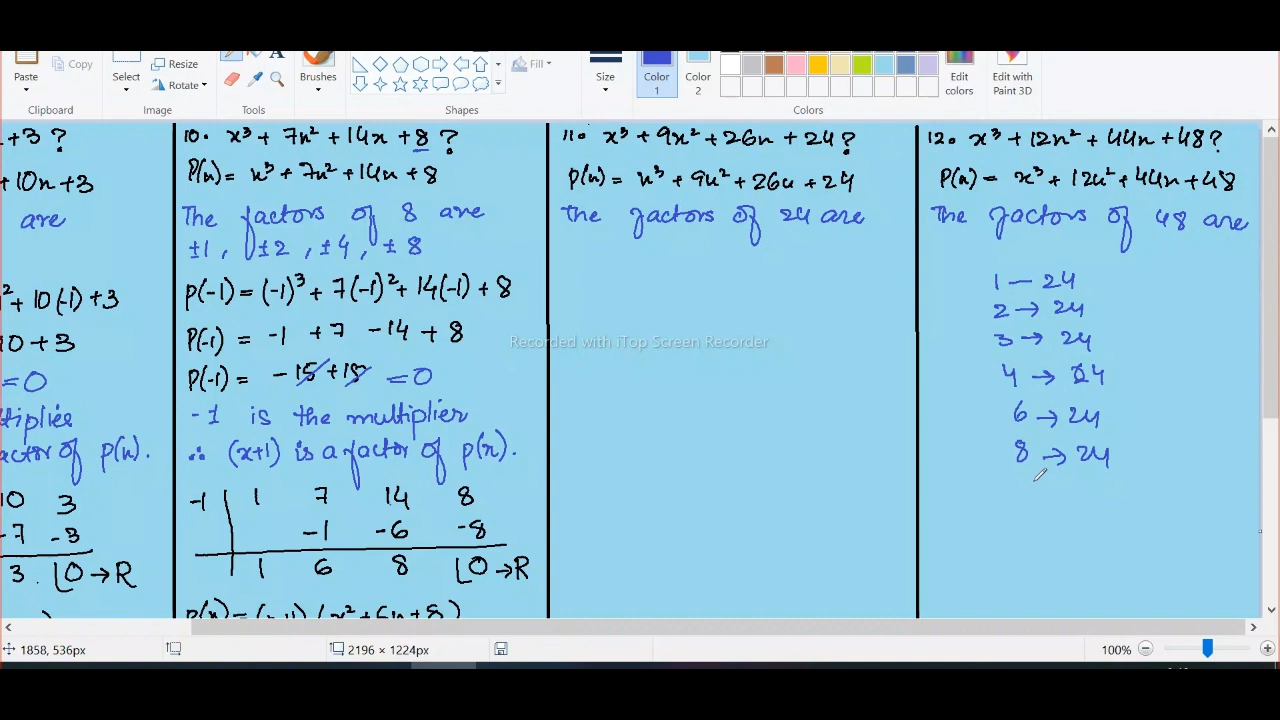 Paste
Copy
Select
Resize
Rotate
Brushes
Fill
Size
Color
1
Color
2
Edit
colors
Edit with
Paint 3D
Clipboard
Image
Tools
Shapes
Colors
+3 ?
+10x+3
are
² + 10(-1) +3
10 + 3
= 0
tiplies
actor of p(x).
10 3
-7 -3
3. 0 → R
10. x³ + 7x² + 14x + 8 ?
P(x) = x³ + 7x² + 14x + 8
The factors of 8 are
±1, ±2, ±4, ±8
P(-1) = (-1)³ + 7(-1)² + 14(-1) + 8
P(-1) = -1 + 7 - 14 + 8
P(-1) = -15 + 15 = 0
-1 is the multiplier
∴ (x+1) is a factor of p(x).
-1 1 7 14 8
-1 -6 -8
1 6 8 0 → R
P(x) = (x+1) (x² + 6x + 8)
11. x³ + 9x² + 26x + 24 ?
P(x) = x³ + 9x² + 26x + 24
The factors of 24 are
12. x³ + 12x² + 44x + 48 ?
P(x) = x³ + 12x² + 44x + 48
The factors of 48 are
1 — 24
2 → 24
3 → 24
4 → 24
6 → 24
8 → 24
Recorded with iTop Screen Recorder
1858, 536px
2196 × 1224px
100%